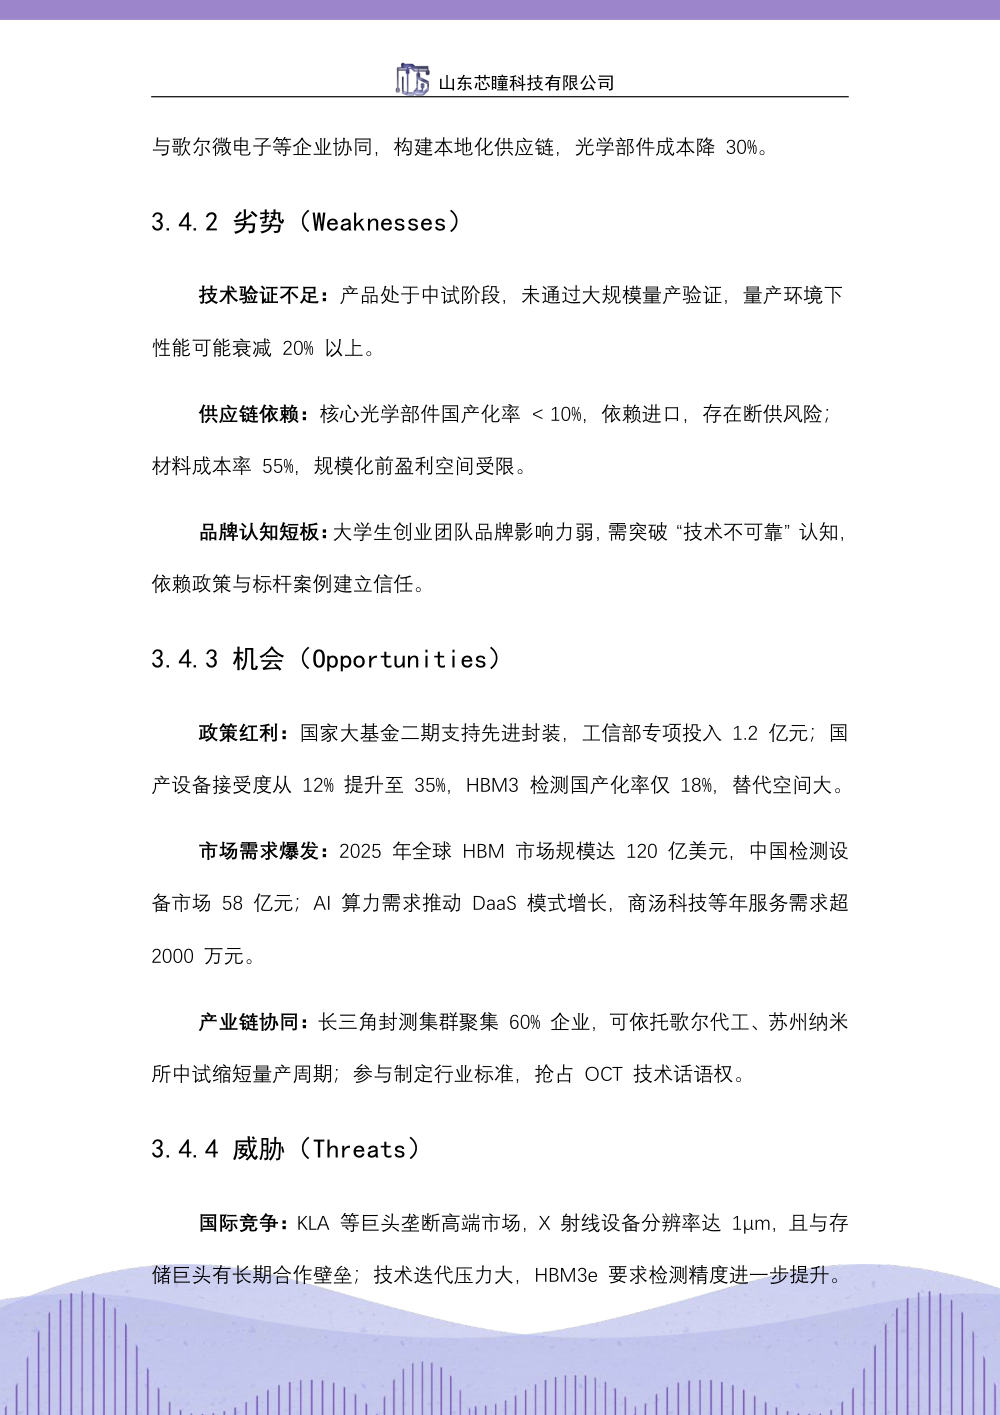 山东芯瞳科技有限公司
与歌尔微电子等企业协同，构建本地化供应链，光学部件成本降 30%。
3.4.2 劣势（Weaknesses）
技术验证不足：产品处于中试阶段，未通过大规模量产验证，量产环境下
性能可能衰减 20% 以上。
供应链依赖：核心光学部件国产化率 < 10%，依赖进口，存在断供风险；
材料成本率 55%，规模化前盈利空间受限。
品牌认知短板：大学生创业团队品牌影响力弱，需突破 “技术不可靠” 认知，
依赖政策与标杆案例建立信任。
3.4.3 机会（Opportunities）
政策红利：国家大基金二期支持先进封装，工信部专项投入 1.2 亿元；国
产设备接受度从 12% 提升至 35%，HBM3 检测国产化率仅 18%，替代空间大。
市场需求爆发：2025 年全球 HBM 市场规模达 120 亿美元，中国检测设
备市场 58 亿元；AI 算力需求推动 DaaS 模式增长，商汤科技等年服务需求超
2000 万元。
产业链协同：长三角封测集群聚集 60% 企业，可依托歌尔代工、苏州纳米
所中试缩短量产周期；参与制定行业标准，抢占 OCT 技术话语权。
3.4.4 威胁（Threats）
国际竞争：KLA 等巨头垄断高端市场，X 射线设备分辨率达 1μm，且与存
储巨头有长期合作壁垒；技术迭代压力大，HBM3e 要求检测精度进一步提升。